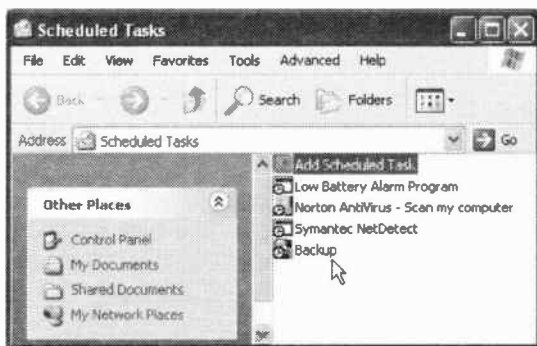 Scheduled Tasks
File Edit View Favorites Tools Advanced Help
Back Search Folders
Address Scheduled Tasks Go
Add Scheduled Task
Low Battery Alarm Program
Norton AntiVirus - Scan my computer
Symantec NetDetect
Backup
Other Places
Control Panel
My Documents
Shared Documents
My Network Places